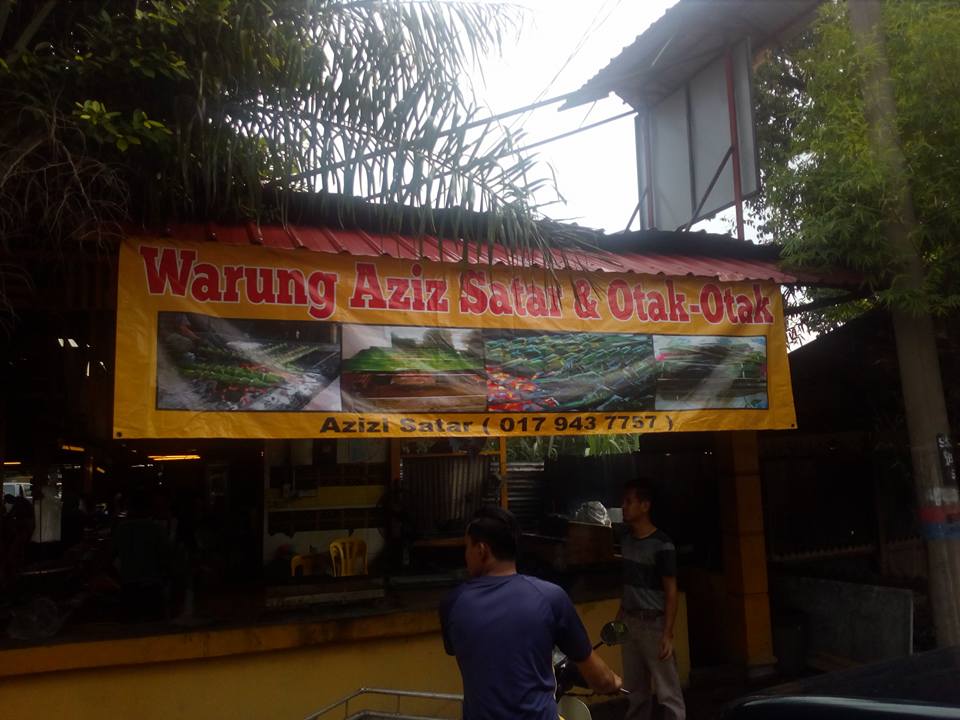 Warung Aziz Satar & Otak-Otak
Azizi Satar ( 017 943 7757 )